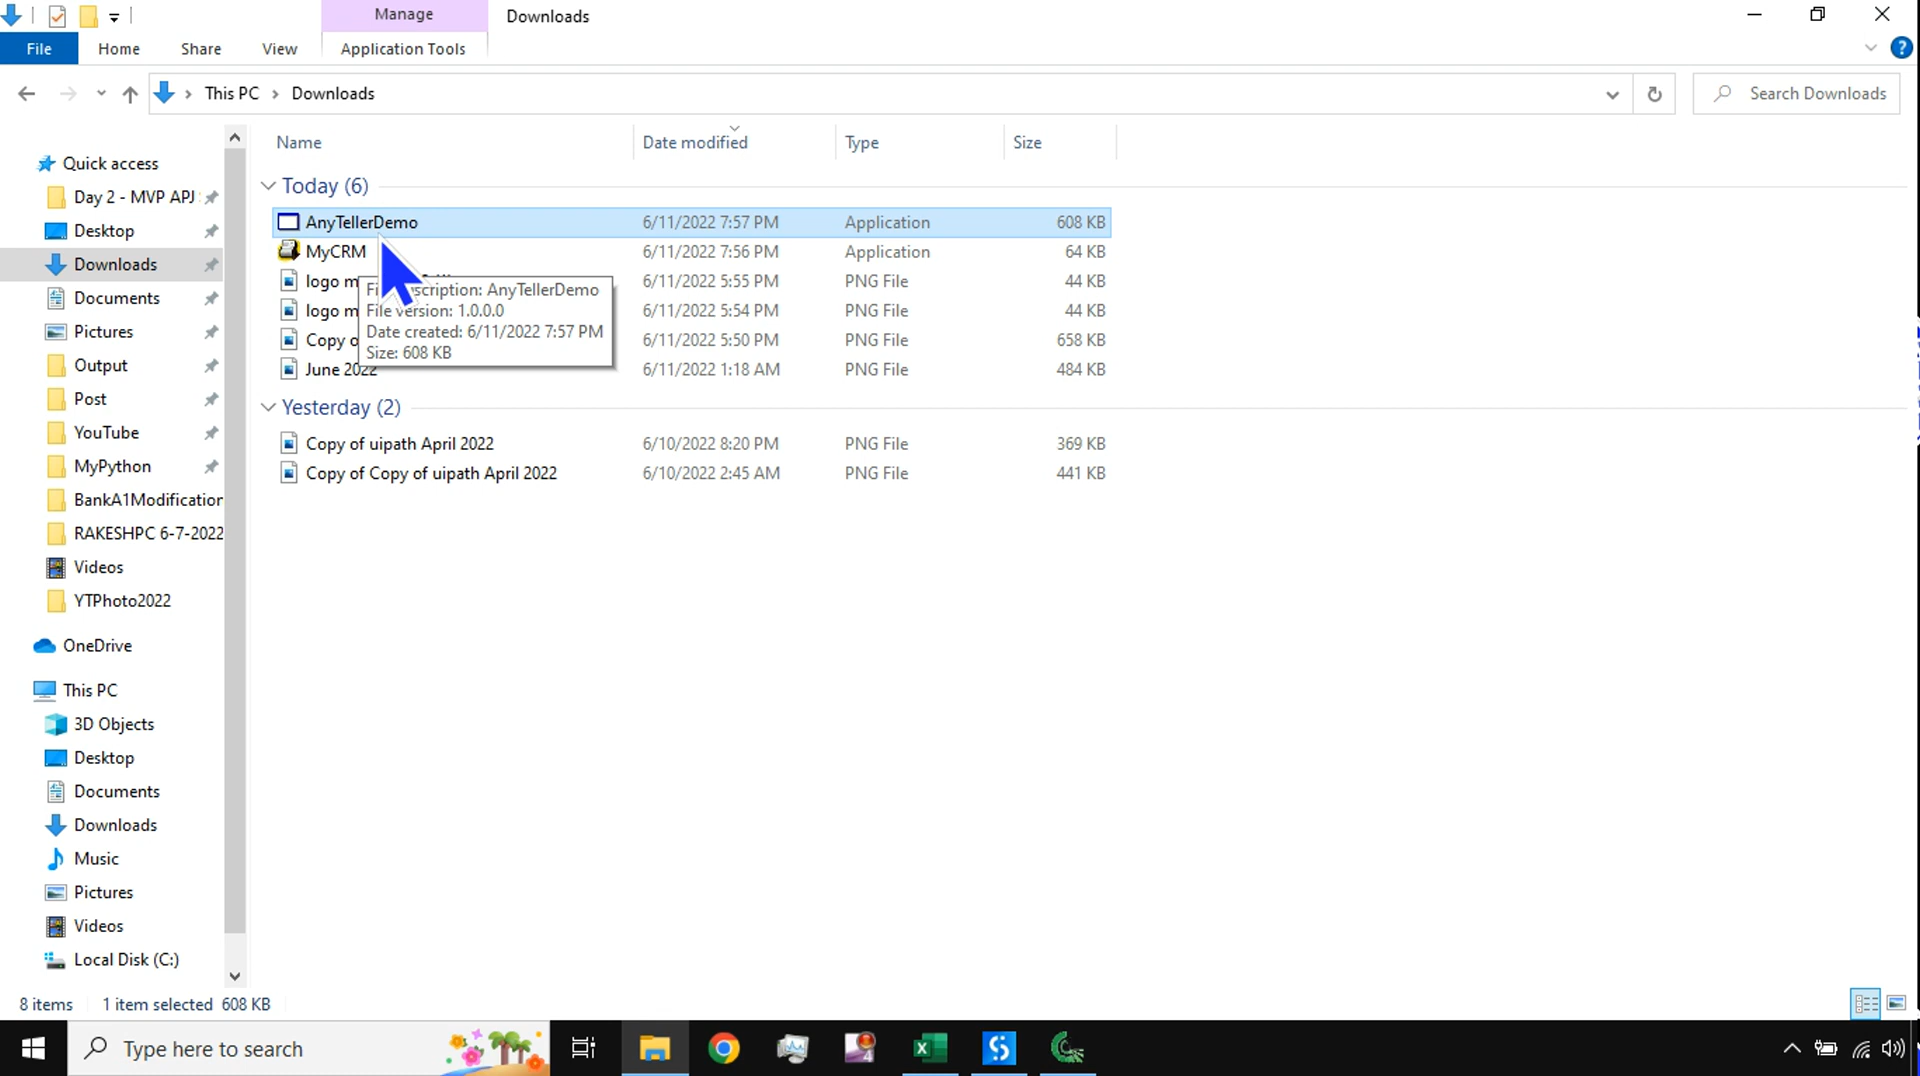 Manage
Downloads
File
Home
Share
View
Application Tools
This PC
Downloads
Search Downloads
Name
Date modified
Type
Size
Quick access
Day 2 - MVP APJ
Desktop
Downloads
Documents
Pictures
Output
Post
YouTube
MyPython
BankA1Modification
RAKESHPC 6-7-2022
Videos
YTPhoto2022
OneDrive
This PC
3D Objects
Desktop
Documents
Downloads
Music
Pictures
Videos
Local Disk (C:)
Today (6)
AnyTellerDemo 6/11/2022 7:57 PM Application 608 KB
MyCRM 6/11/2022 7:56 PM Application 64 KB
logo m 6/11/2022 5:55 PM PNG File 44 KB
logo m 6/11/2022 5:54 PM PNG File 44 KB
Copy o 6/11/2022 5:50 PM PNG File 658 KB
June 2022 6/11/2022 1:18 AM PNG File 484 KB
scription: AnyTellerDemo
File version: 1.0.0.0
Date created: 6/11/2022 7:57 PM
Size: 608 KB
Yesterday (2)
Copy of uipath April 2022 6/10/2022 8:20 PM PNG File 369 KB
Copy of Copy of uipath April 2022 6/10/2022 2:45 AM PNG File 441 KB
8 items
1 item selected 608 KB
Type here to search